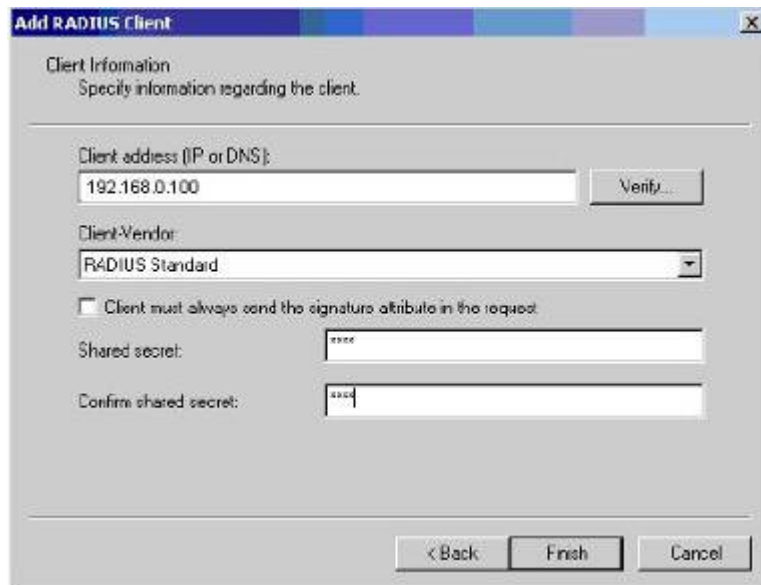 Add RADIUS Client
Client Information
Specify information regarding the client.
Client address (IP or DNS):
192.168.0.100
Verify...
Client-Vendor:
RADIUS Standard
Client must always send the signature attribute in the request
Shared secret:
****
Confirm shared secret:
****
< Back
Finish
Cancel